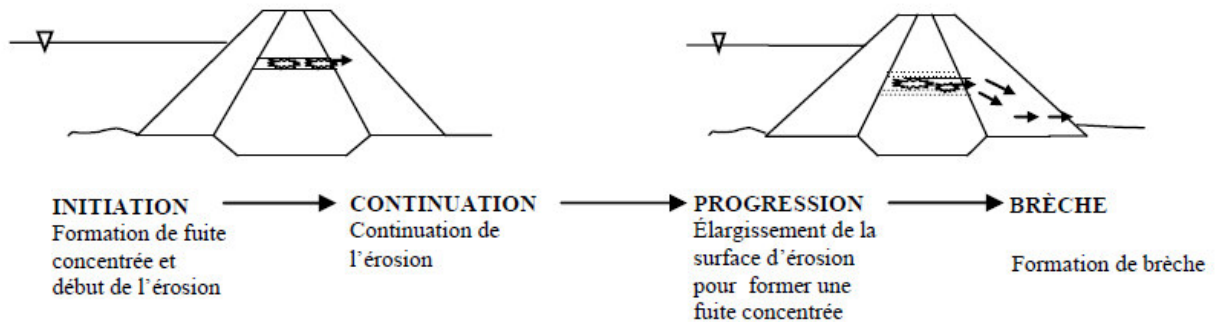 INITIATION
Formation de fuite
concentrée et
début de l'érosion
CONTINUATION
Continuation de
l'érosion
PROGRESSION
Élargissement de la
surface d'érosion
pour former une
fuite concentrée
BRÈCHE
Formation de brèche